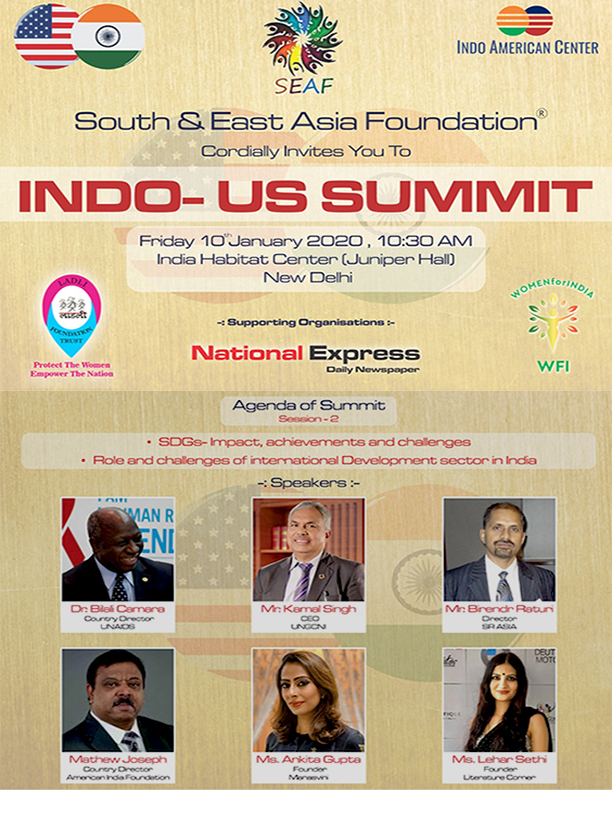 SEAF
INDO AMERICAN CENTER
South & East Asia Foundation®
Cordially Invites You To
INDO- US SUMMIT
Friday 10th January 2020 , 10:30 AM
India Habitat Center (Juniper Hall)
New Delhi
LADLI
लाडली
FOUNDATION
TRUST
Protect The Women
Empower The Nation
-: Supporting Organisations :-
National Express
Daily Newspaper
WOMENforINDIA
WFI
Agenda of Summit
Session - 2
• SDGs- Impact, achievements and challenges
• Role and challenges of international Development sector in India
-: Speakers :-
Dr. Bilali Camara
Country Director
UNAIDS
Mr. Kamal Singh
CEO
UNGCNI
Mr. Birendr Raturi
Director
SR ASIA
Mathew Joseph
Country Director
American India Foundation
Ms. Ankita Gupta
Founder
Manasvini
Ms. Lehar Sethi
Founder
Literature Corner